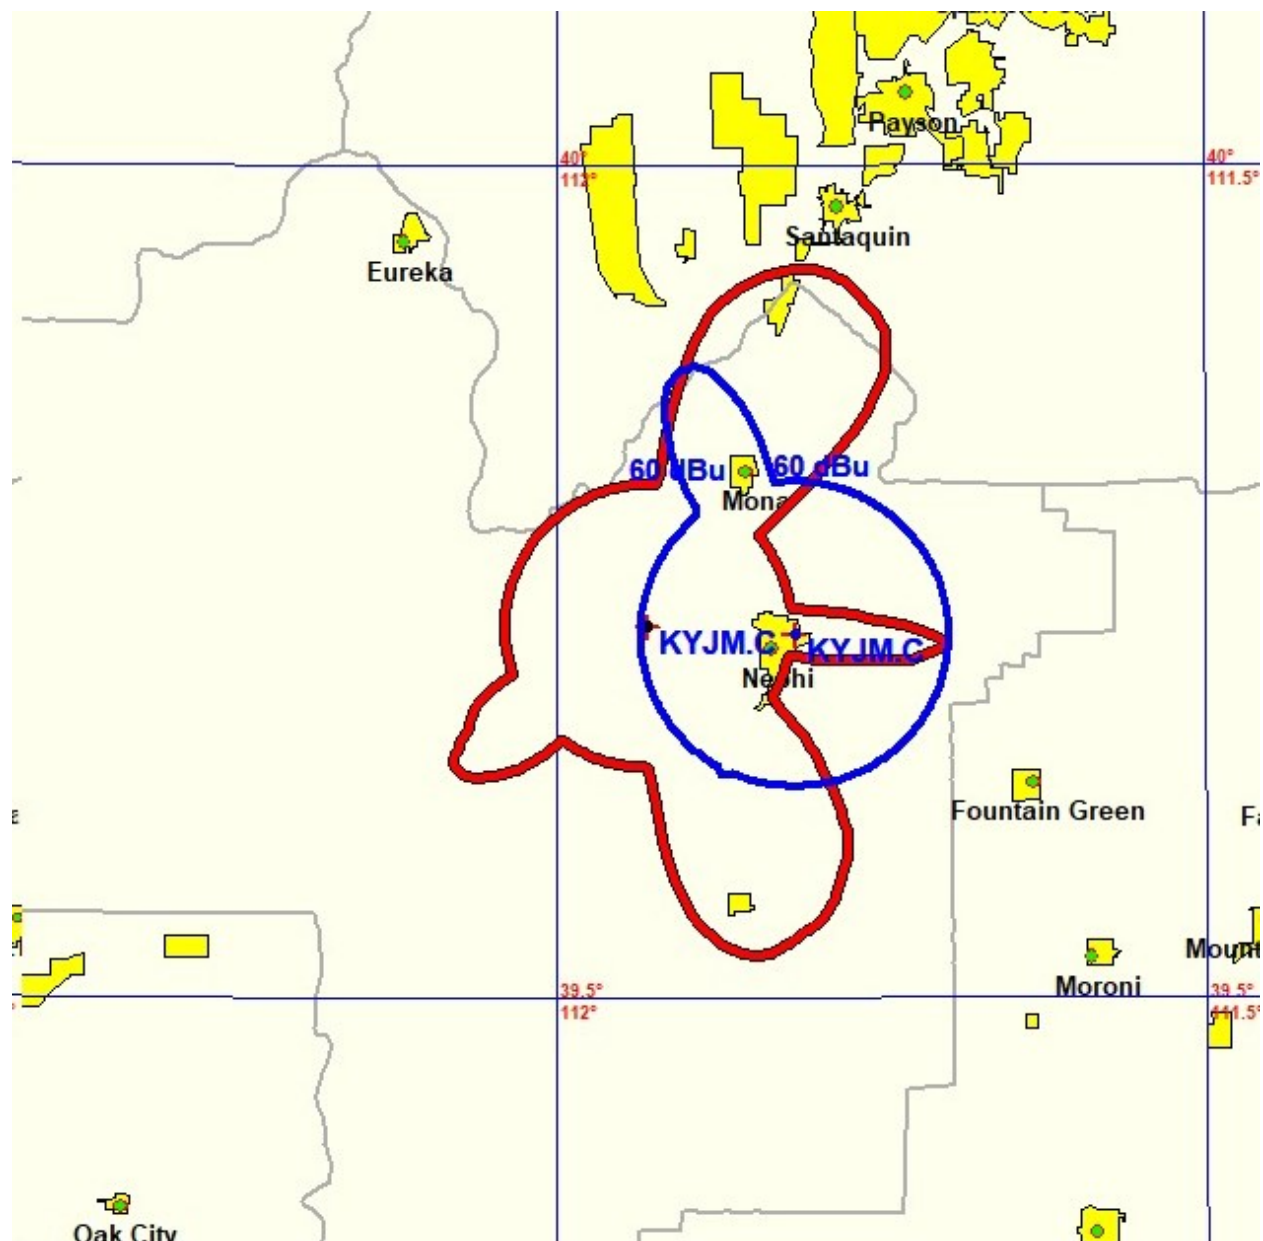 Payson
40°
112°
40°
111.5°
Santaquin
Eureka
60 dBu
60 dBu
Mona
KYJM.C
KYJM.C
Nephi
Fountain Green
Moroni
39.5°
112°
39.5°
111.5°
Oak City